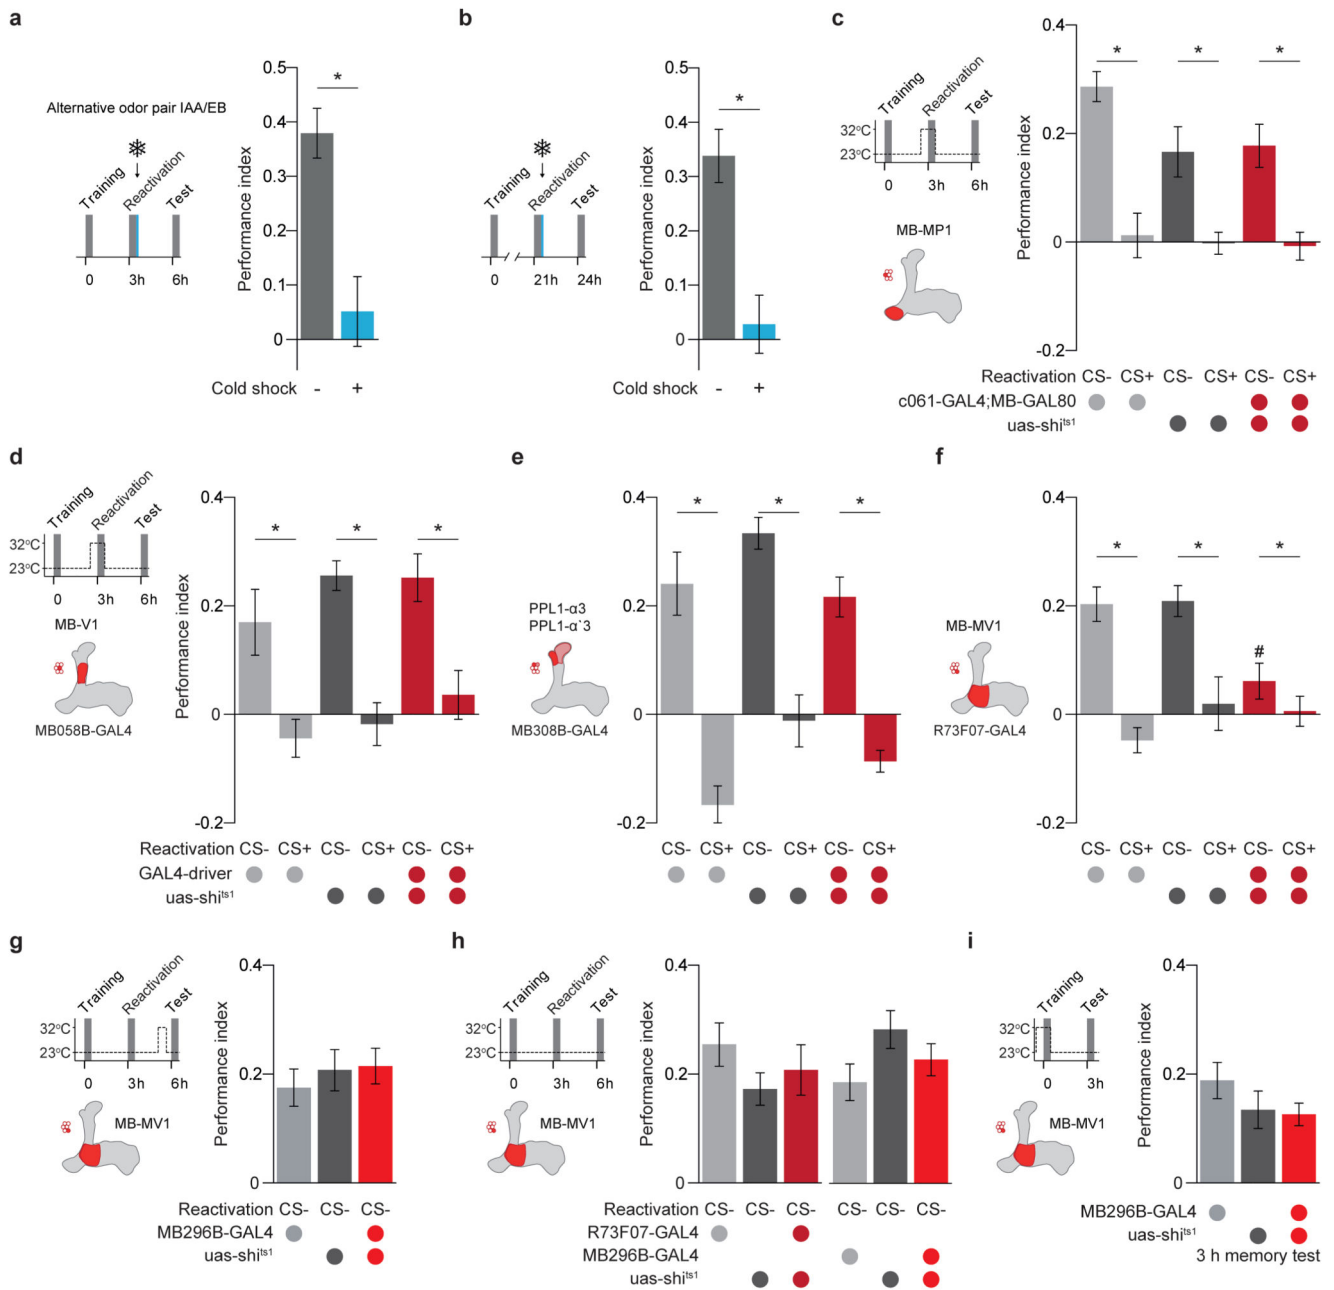 a
Alternative odor pair IAA/EB
Training
Reactivation
Test
0
3h
6h
Performance index
0.5
0.4
0.3
0.2
0.1
0
*
Cold shock - +
b
Training
Reactivation
Test
0
21h
24h
Performance index
0.5
0.4
0.3
0.2
0.1
0
*
Cold shock - +
c
Training
Reactivation
Test
32°C
23°C
0
3h
6h
MB-MP1
Performance index
0.4
0.2
0
-0.2
* * *
Reactivation CS- CS+ CS- CS+ CS- CS+
c061-GAL4;MB-GAL80
uas-shits1
d
Training
Reactivation
Test
32°C
23°C
0
3h
6h
MB-V1
MB058B-GAL4
Performance index
0.4
0.2
0
-0.2
* * *
Reactivation CS- CS+ CS- CS+ CS- CS+
GAL4-driver
uas-shits1
e
PPL1-α3
PPL1-α`3
MB308B-GAL4
0.4
0.2
0
-0.2
* * *
CS- CS+ CS- CS+ CS- CS+
f
MB-MV1
R73F07-GAL4
0.4
0.2
0
-0.2
* * *
#
CS- CS+ CS- CS+ CS- CS+
g
Training
Reactivation
Test
32°C
23°C
0
3h
6h
MB-MV1
Performance index
0.4
0.2
0
Reactivation CS- CS- CS-
MB296B-GAL4
uas-shits1
h
Training
Reactivation
Test
32°C
23°C
0
3h
6h
MB-MV1
Performance index
0.4
0.2
0
Reactivation CS- CS- CS- CS- CS- CS-
R73F07-GAL4
MB296B-GAL4
uas-shits1
i
Training
Test
32°C
23°C
0
3h
MB-MV1
Performance index
0.4
0.2
0
MB296B-GAL4
uas-shits1
3 h memory test